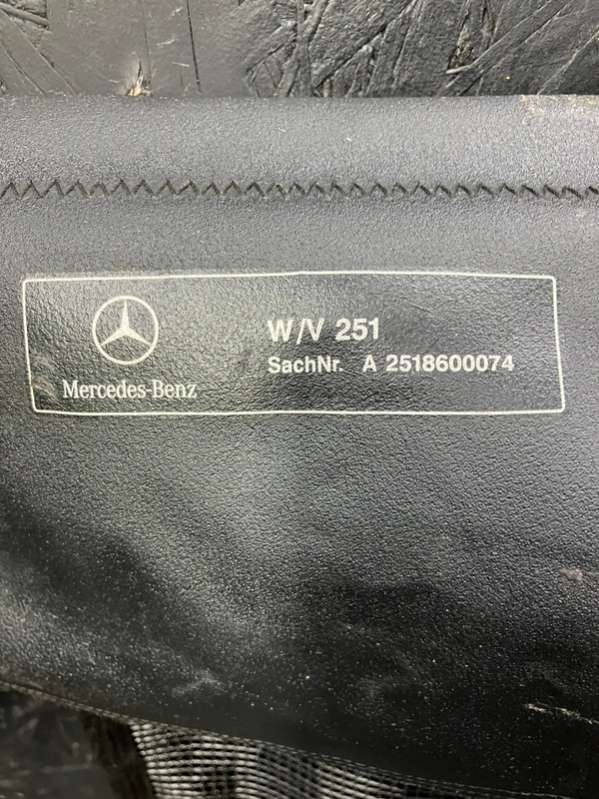 W/V 251
SachNr. A 2518600074
Mercedes-Benz